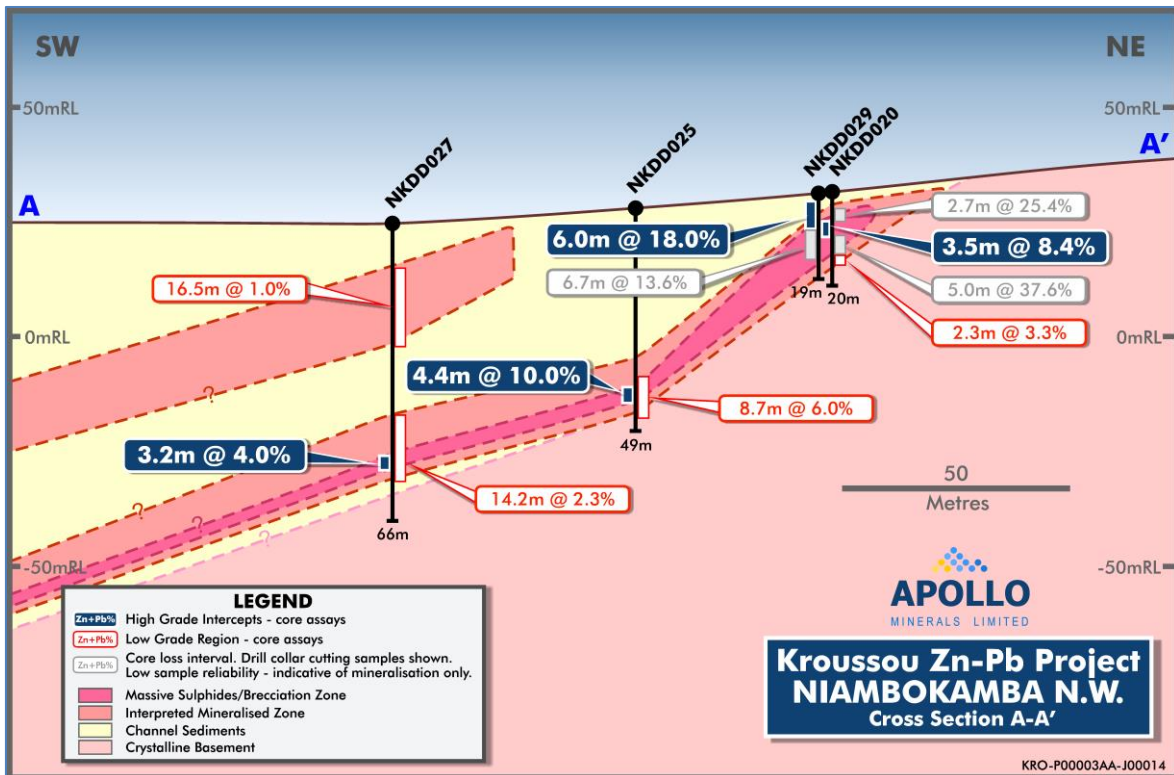 SW
NE
50mRL
50mRL
A
A'
NKDD027
NKDD025
NKDD029
NKDD020
2.7m @ 25.4%
6.0m @ 18.0%
3.5m @ 8.4%
6.7m @ 13.6%
5.0m @ 37.6%
16.5m @ 1.0%
19m
20m
2.3m @ 3.3%
0mRL
0mRL
4.4m @ 10.0%
?
8.7m @ 6.0%
49m
3.2m @ 4.0%
14.2m @ 2.3%
50
Metres
?
?
?
66m
-50mRL
-50mRL
LEGEND
Zn+Pb% High Grade Intercepts - core assays
Zn+Pb% Low Grade Region - core assays
Zn+Pb% Core loss interval. Drill collar cutting samples shown.
Low sample reliability - indicative of mineralisation only.
Massive Sulphides/Brecciation Zone
Interpreted Mineralised Zone
Channel Sediments
Crystalline Basement
APOLLO
MINERALS LIMITED
Kroussou Zn-Pb Project
NIAMBOKAMBA N.W.
Cross Section A-A'
KRO-P00003AA-J00014